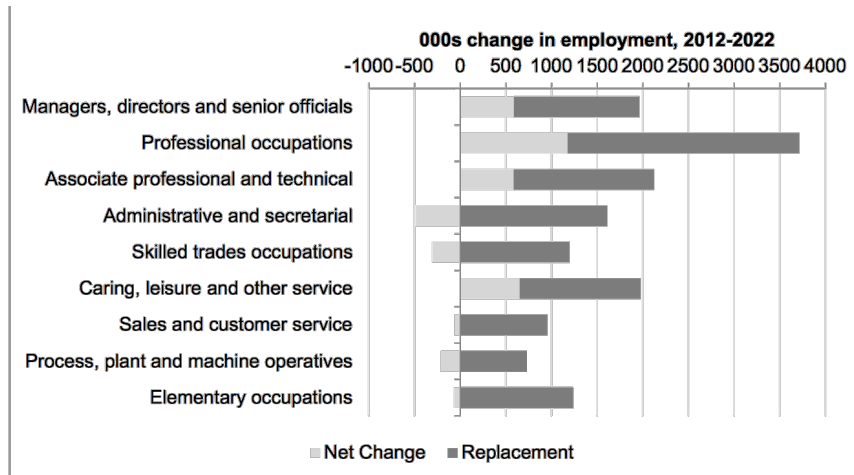 000s change in employment, 2012-2022
-1000 -500 0 500 1000 1500 2000 2500 3000 3500 4000
Managers, directors and senior officials
Professional occupations
Associate professional and technical
Administrative and secretarial
Skilled trades occupations
Caring, leisure and other service
Sales and customer service
Process, plant and machine operatives
Elementary occupations
Net Change Replacement